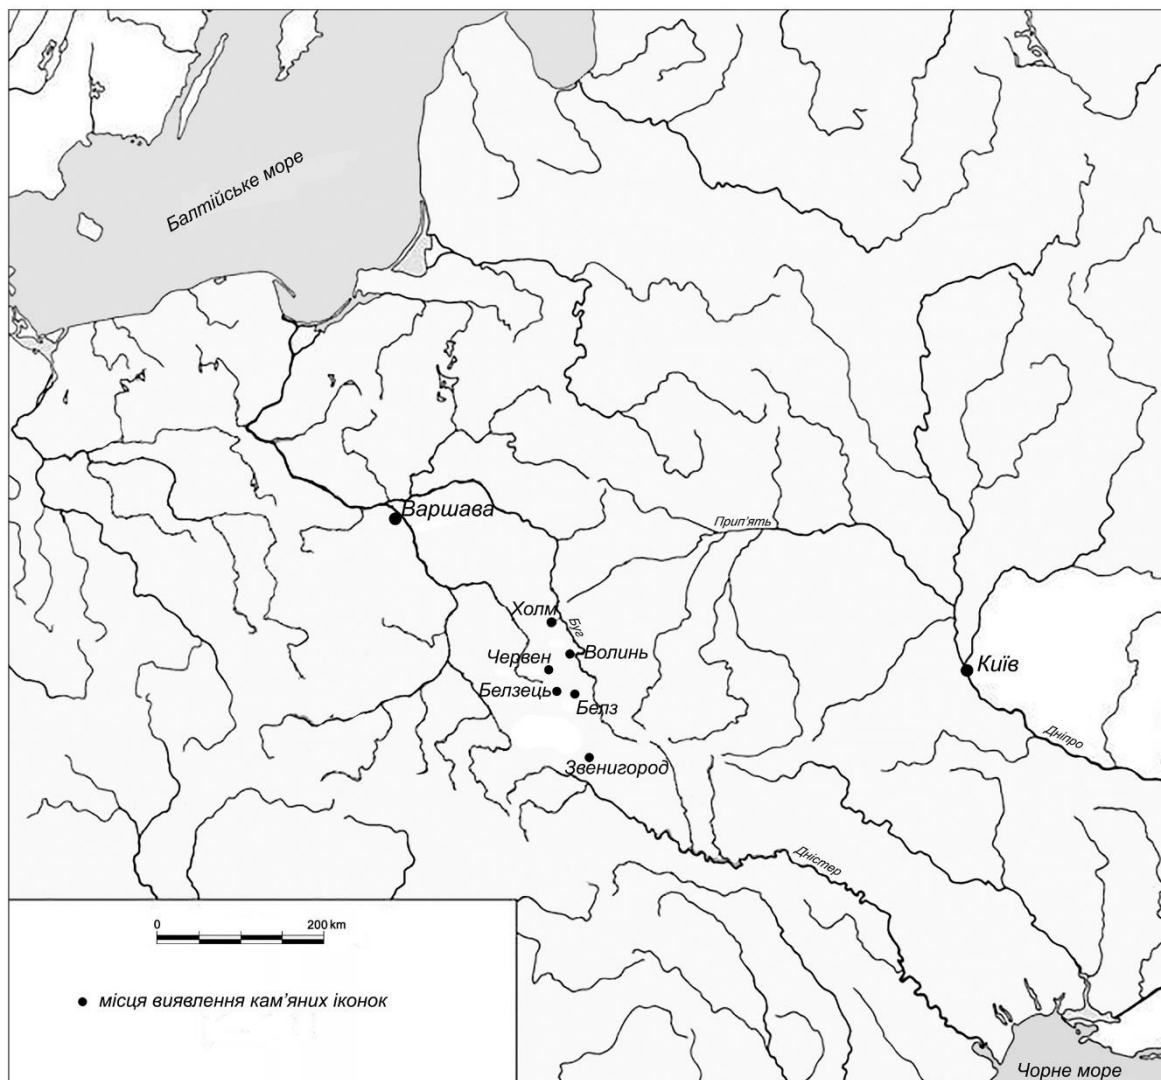 Балтійське море
Варшава
Прип'ять
Холм
Буг
Волинь
Червен
Київ
Белзець
Белз
Дніпро
Звенигород
Дністер
0 200 km
місця виявлення кам'яних іконок
Чорне море